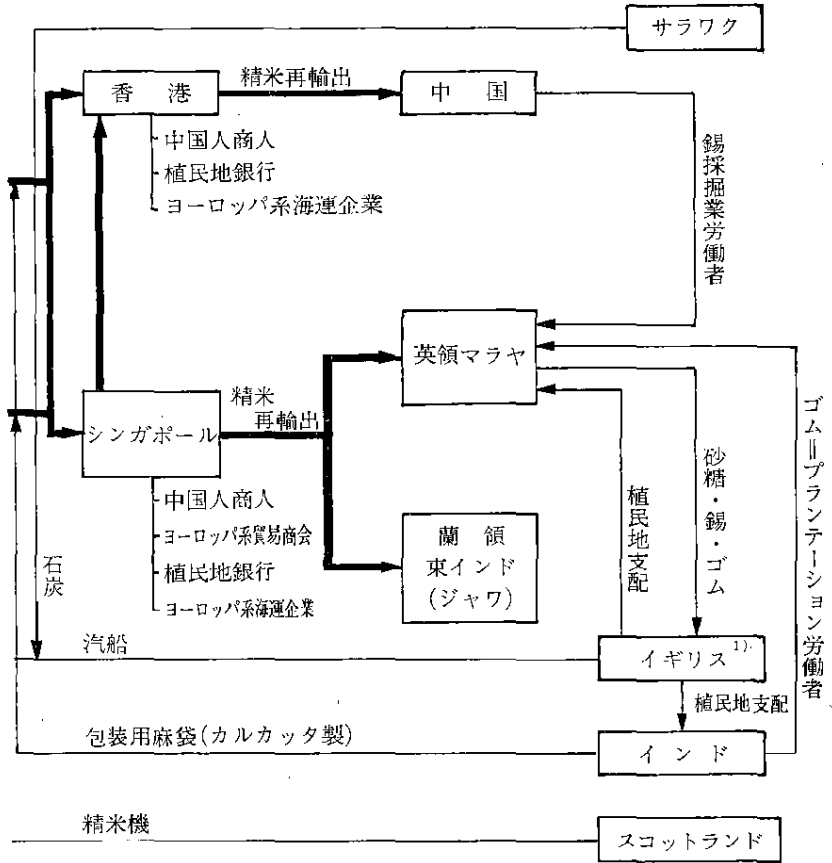 サラワク
香港
精米再輸出
中国
中国人商人
植民地銀行
ヨーロッパ系海運企業
錫採掘業労働者
英領マラヤ
シンガポール
精米
再輸出
中国人商人
ヨーロッパ系貿易商会
植民地銀行
ヨーロッパ系海運企業
蘭領
東インド
(ジャワ)
植民地支配
砂糖・錫・ゴム
ゴム＝プランテーション労働者
石炭
汽船
イギリス1)
植民地支配
包装用麻袋(カルカッタ製)
インド
精米機
スコットランド